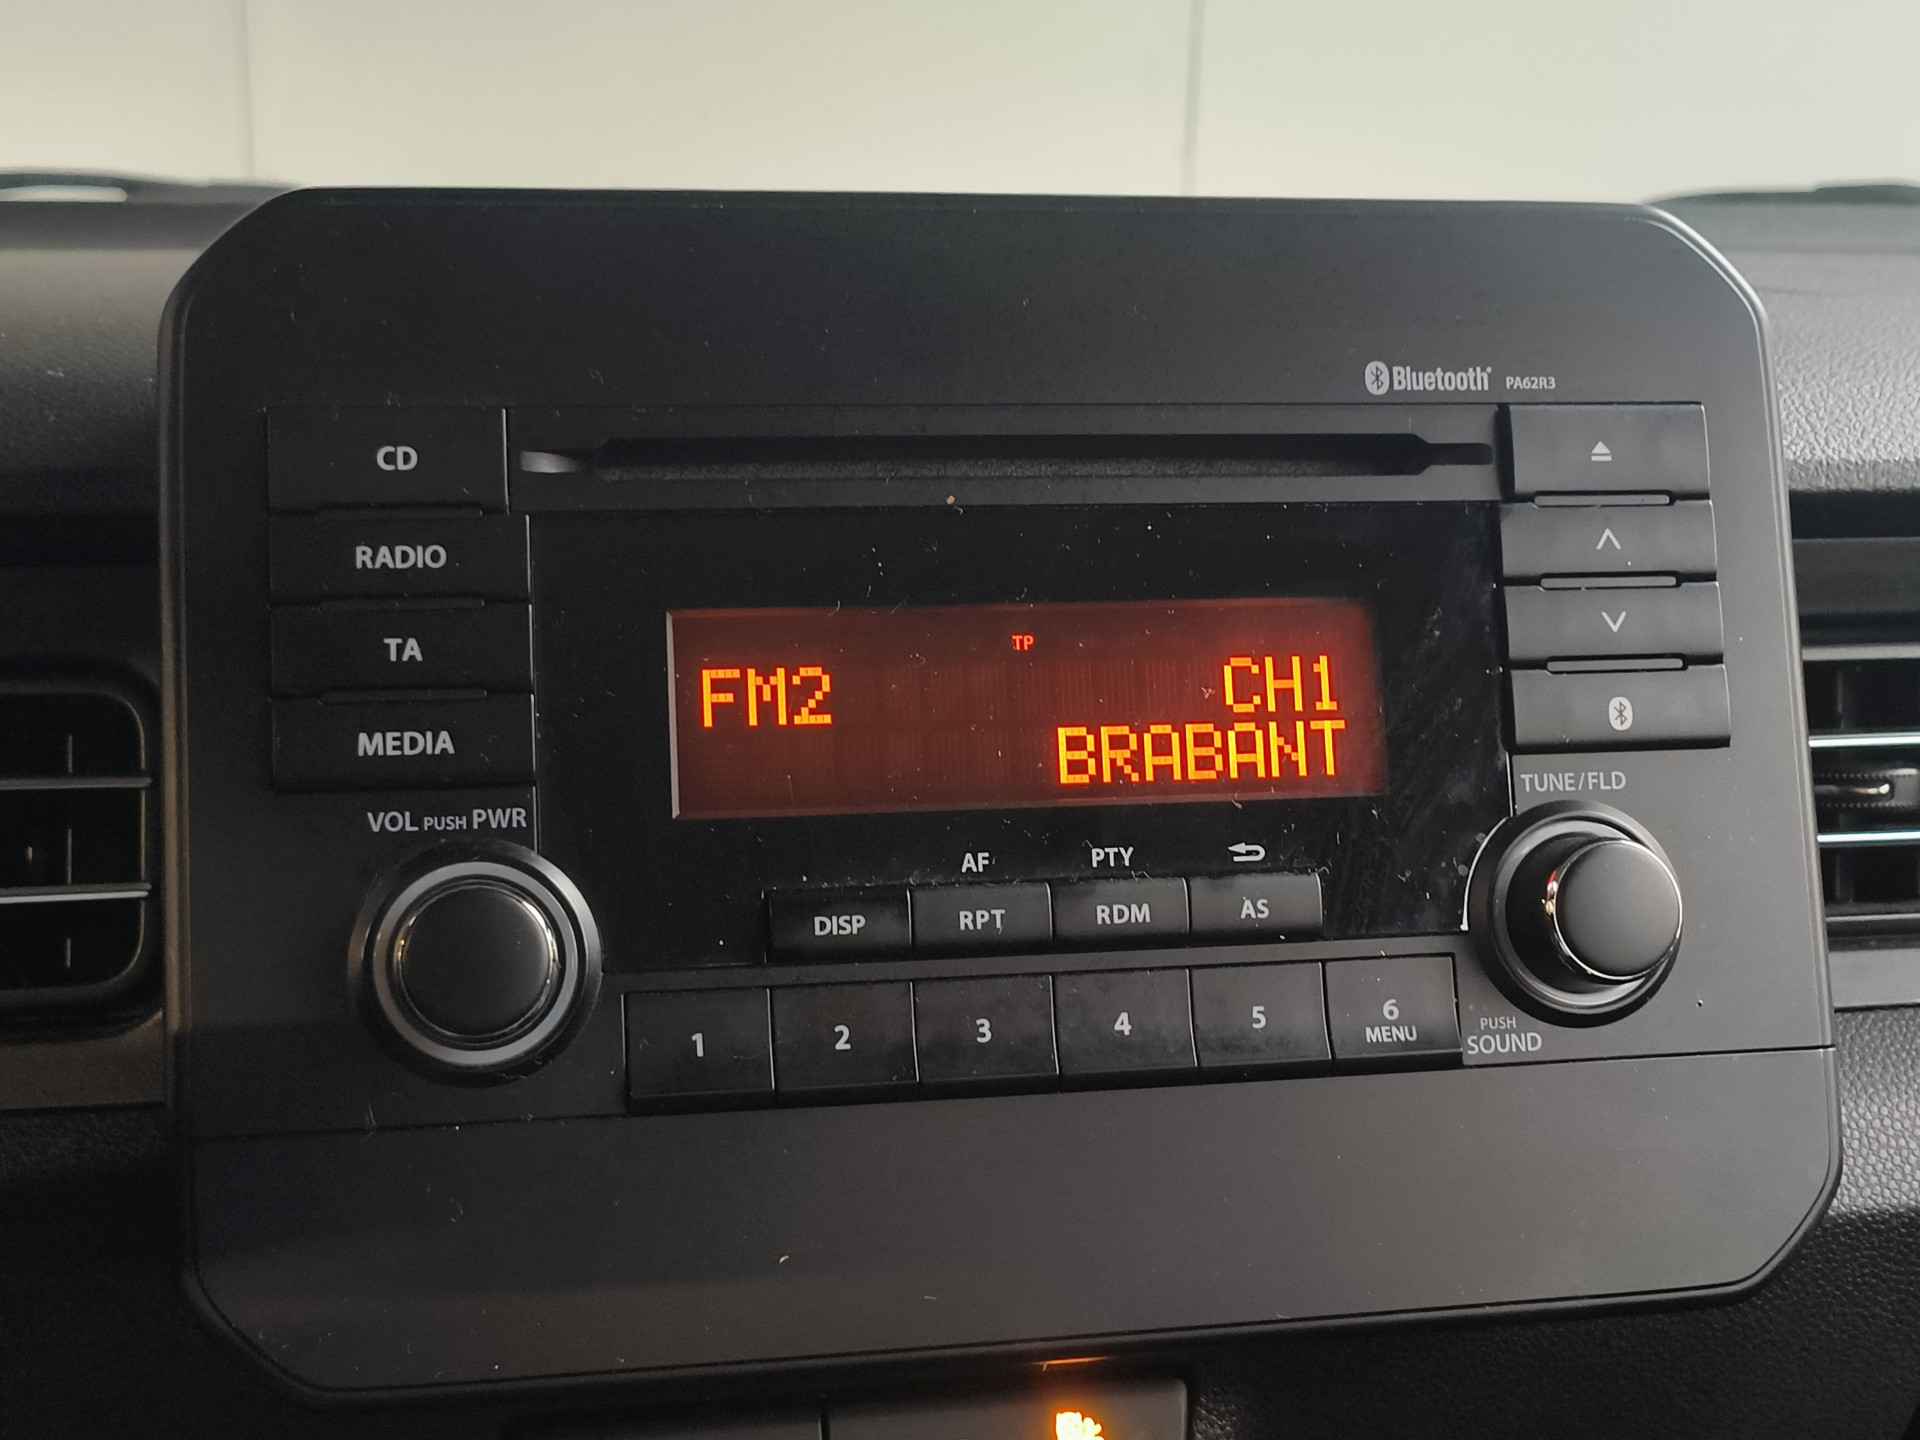 Bluetooth® PA62R3
CD
RADIO
TA
MEDIA
TP
FM2 CH1
BRABANT
VOL PUSH PWR
TUNE/FLD
AF PTY
DISP RPT RDM AS
1 2 3 4 5 6
MENU
PUSH
SOUND